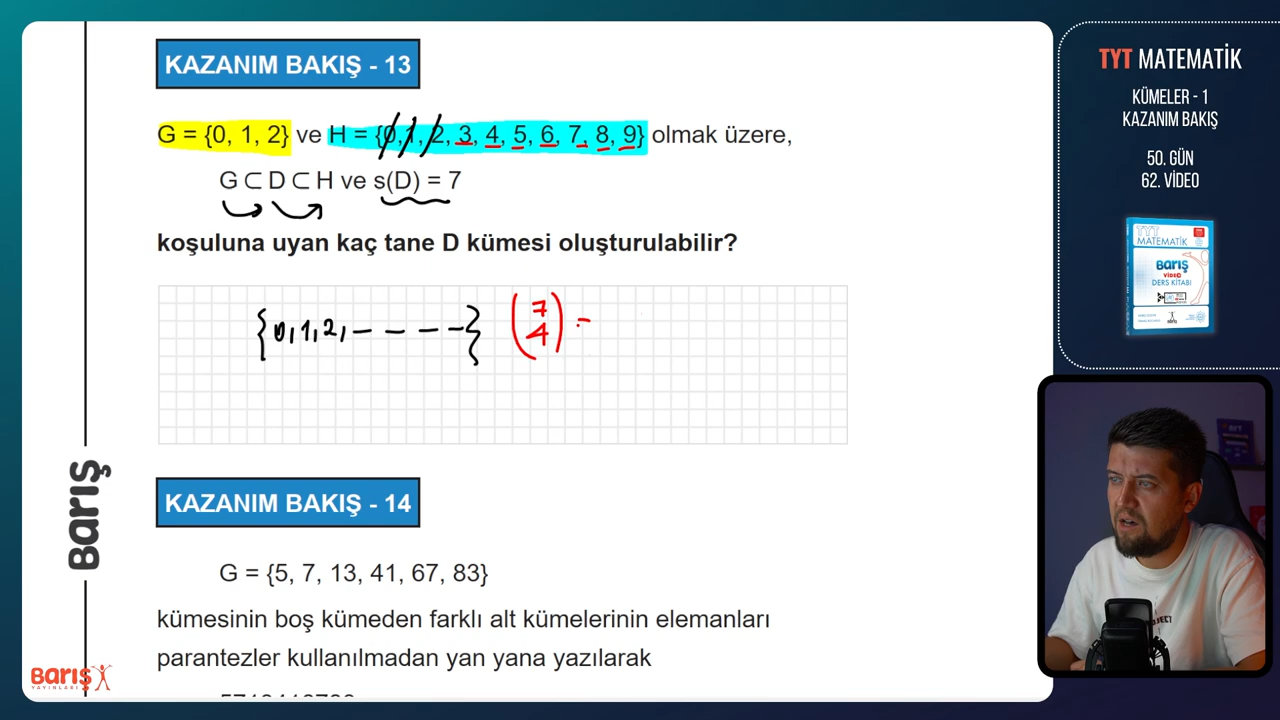 KAZANIM BAKIŞ - 13
G = {0, 1, 2} ve H = {0, 1, 2, 3, 4, 5, 6, 7, 8, 9} olmak üzere,
G ⊂ D ⊂ H ve s(D) = 7
koşuluna uyan kaç tane D kümesi oluşturulabilir?
{0, 1, 2, – – – –} (7 4) =
KAZANIM BAKIŞ - 14
G = {5, 7, 13, 41, 67, 83}
kümesinin boş kümeden farklı alt kümelerinin elemanları
parantezler kullanılmadan yan yana yazılarak
Barış
BARIŞ
YAYINLARI
TYT MATEMATİK
KÜMELER - 1
KAZANIM BAKIŞ
50. GÜN
62. VİDEO
TYT
MATEMATİK
BARIŞ
VİDEO
DERS KİTABI